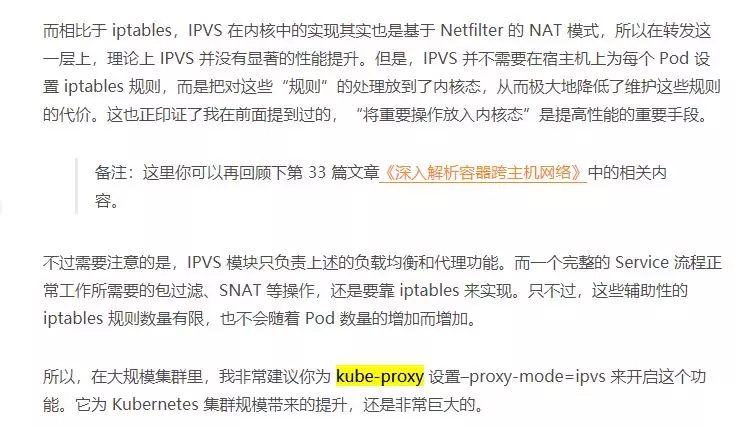 而相比于 iptables，IPVS 在内核中的实现其实也是基于 Netfilter 的 NAT 模式，所以在转发这
一层上，理论上 IPVS 并没有显著的性能提升。但是，IPVS 并不需要在宿主机上为每个 Pod 设
置 iptables 规则，而是把对这些“规则”的处理放到了内核态，从而极大地降低了维护这些规则
的代价。这也正印证了我在前面提到过的，“将重要操作放入内核态”是提高性能的重要手段。
备注：这里你可以再回顾下第 33 篇文章《深入解析容器跨主机网络》中的相关内
容。
不过需要注意的是，IPVS 模块只负责上述的负载均衡和代理功能。而一个完整的 Service 流程正
常工作所需要的包过滤、SNAT 等操作，还是要靠 iptables 来实现。只不过，这些辅助性的
iptables 规则数量有限，也不会随着 Pod 数量的增加而增加。
所以，在大规模集群里，我非常建议你为 kube-proxy 设置–proxy-mode=ipvs 来开启这个功
能。它为 Kubernetes 集群规模带来的提升，还是非常巨大的。